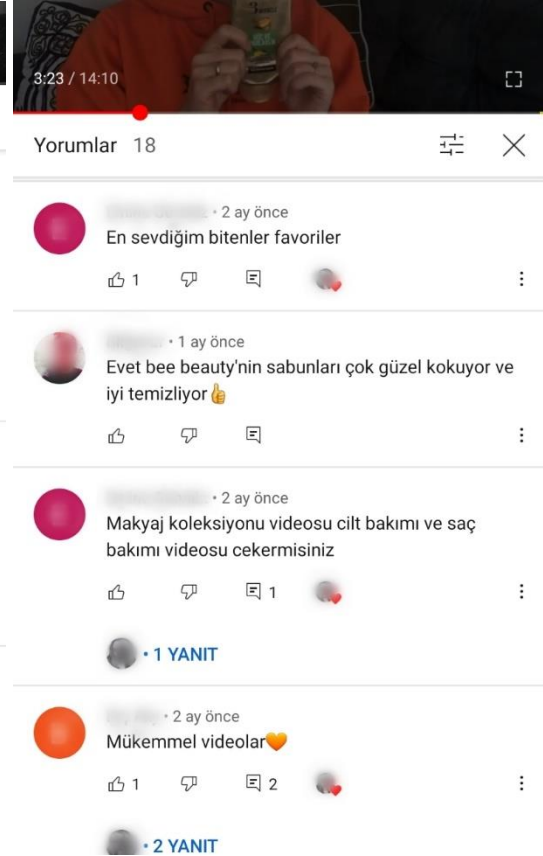 3:23 / 14:10
Yorumlar 18
• 2 ay önce
En sevdiğim bitenler favoriler
1
• 1 ay önce
Evet bee beauty'nin sabunları çok güzel kokuyor ve
iyi temizliyor👍
• 2 ay önce
Makyaj koleksiyonu videosu cilt bakımı ve saç
bakımı videosu cekermisiniz
1
• 1 YANIT
• 2 ay önce
Mükemmel videolar🧡
1 2
• 2 YANIT